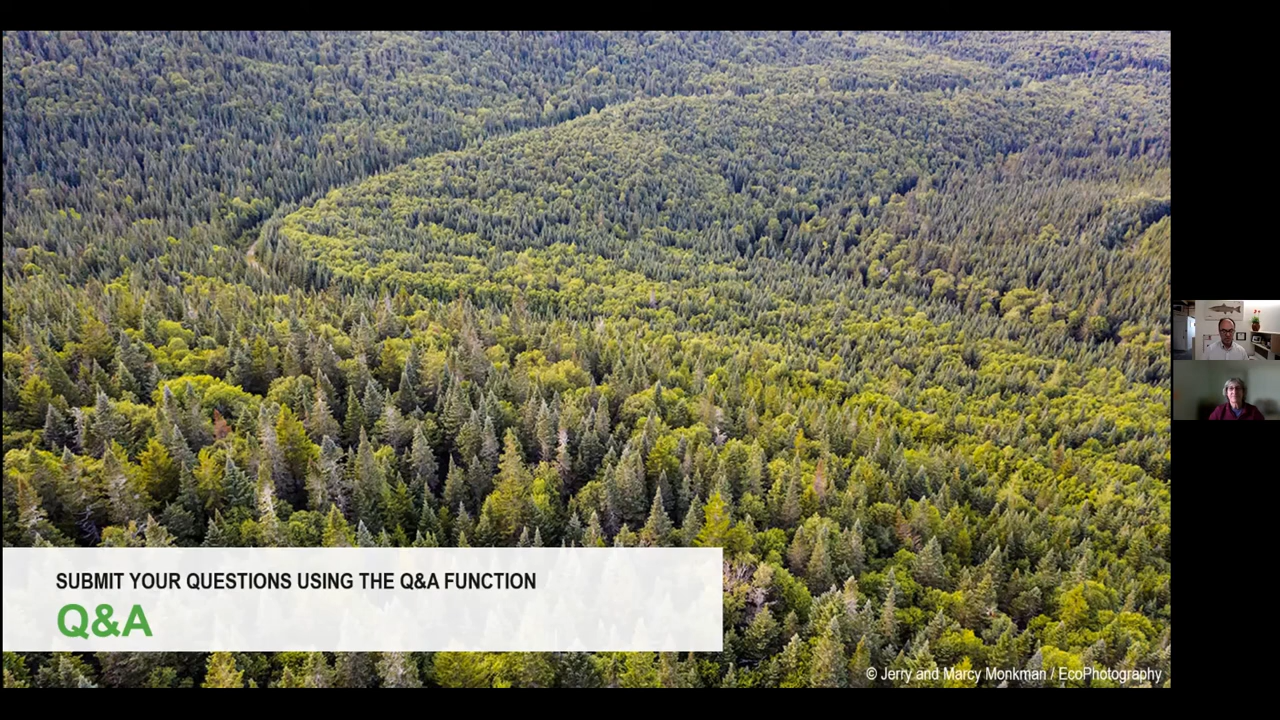 SUBMIT YOUR QUESTIONS USING THE Q&A FUNCTION
Q&A
© Jerry and Marcy Monkman / EcoPhotography